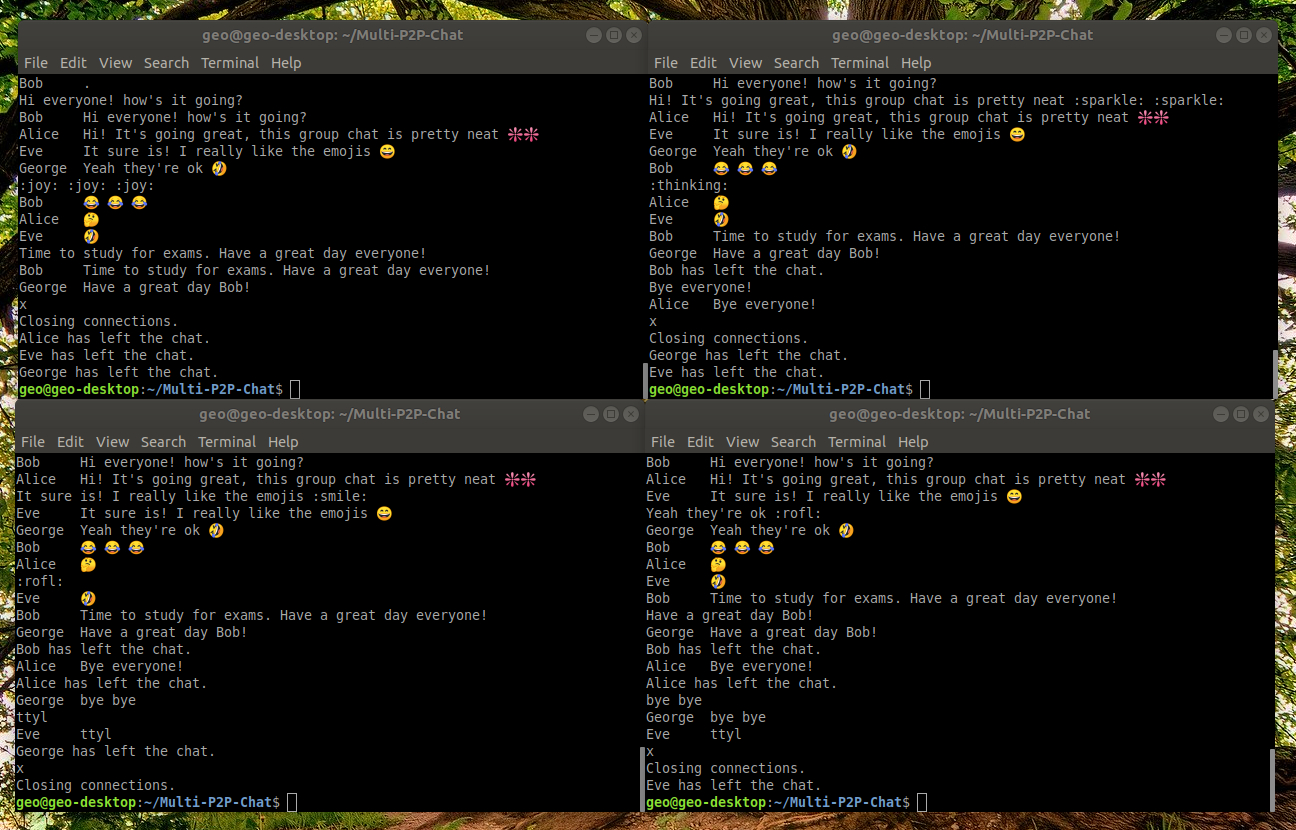 geo@geo-desktop: ~/Multi-P2P-Chat
File Edit View Search Terminal Help
Bob     .
Hi everyone! how's it going?
Bob     Hi everyone! how's it going?
Alice   Hi! It's going great, this group chat is pretty neat ❇❇
Eve     It sure is! I really like the emojis 😄
George  Yeah they're ok 🤣
:joy: :joy: :joy:
Bob     😂 😂 😂
Alice   🤔
Eve     🤣
Time to study for exams. Have a great day everyone!
Bob     Time to study for exams. Have a great day everyone!
George  Have a great day Bob!
x
Closing connections.
Alice has left the chat.
Eve has left the chat.
George has left the chat.
geo@geo-desktop:~/Multi-P2P-Chat$
geo@geo-desktop: ~/Multi-P2P-Chat
File Edit View Search Terminal Help
Bob     Hi everyone! how's it going?
Hi! It's going great, this group chat is pretty neat :sparkle: :sparkle:
Alice   Hi! It's going great, this group chat is pretty neat ❇❇
Eve     It sure is! I really like the emojis 😄
George  Yeah they're ok 🤣
Bob     😂 😂 😂
:thinking:
Alice   🤔
Eve     🤣
Bob     Time to study for exams. Have a great day everyone!
George  Have a great day Bob!
Bob has left the chat.
Bye everyone!
Alice   Bye everyone!
x
Closing connections.
George has left the chat.
Eve has left the chat.
geo@geo-desktop:~/Multi-P2P-Chat$
geo@geo-desktop: ~/Multi-P2P-Chat
File Edit View Search Terminal Help
Bob     Hi everyone! how's it going?
Alice   Hi! It's going great, this group chat is pretty neat ❇❇
It sure is! I really like the emojis :smile:
Eve     It sure is! I really like the emojis 😄
George  Yeah they're ok 🤣
Bob     😂 😂 😂
Alice   🤔
:rofl:
Eve     🤣
Bob     Time to study for exams. Have a great day everyone!
George  Have a great day Bob!
Bob has left the chat.
Alice   Bye everyone!
Alice has left the chat.
George  bye bye
ttyl
Eve     ttyl
George has left the chat.
x
Closing connections.
geo@geo-desktop:~/Multi-P2P-Chat$
geo@geo-desktop: ~/Multi-P2P-Chat
File Edit View Search Terminal Help
Bob     Hi everyone! how's it going?
Alice   Hi! It's going great, this group chat is pretty neat ❇❇
Eve     It sure is! I really like the emojis 😄
Yeah they're ok :rofl:
George  Yeah they're ok 🤣
Bob     😂 😂 😂
Alice   🤔
Eve     🤣
Bob     Time to study for exams. Have a great day everyone!
Have a great day Bob!
George  Have a great day Bob!
Bob has left the chat.
Alice   Bye everyone!
Alice has left the chat.
bye bye
George  bye bye
Eve     ttyl
x
Closing connections.
Eve has left the chat.
geo@geo-desktop:~/Multi-P2P-Chat$